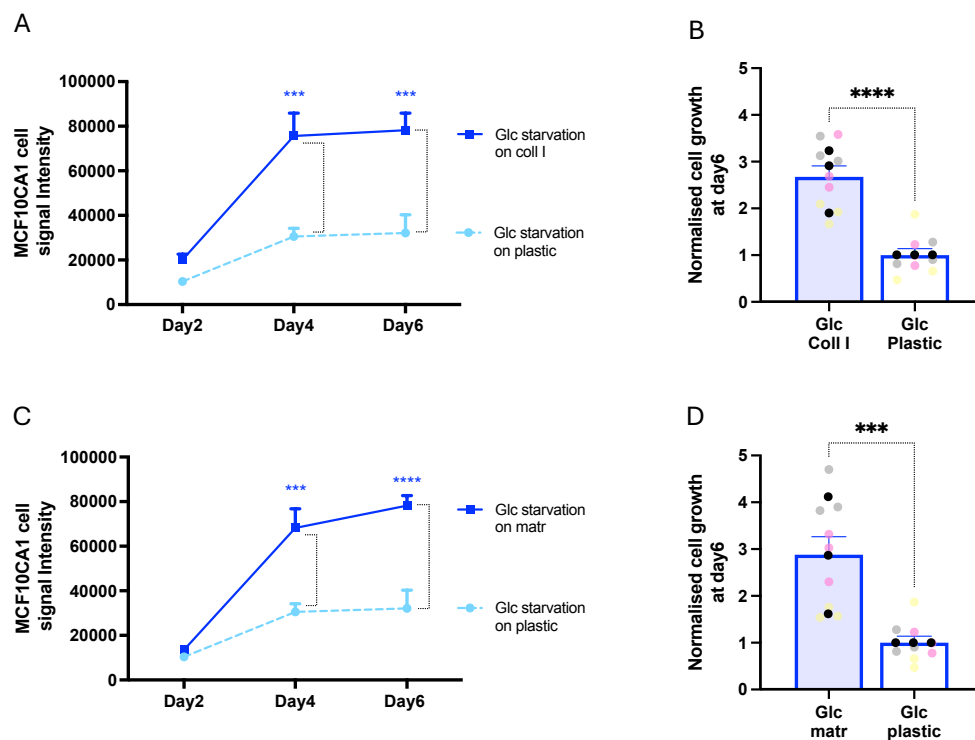 A
MCF10CA1 cell
signal Intensity
100000
80000
60000
40000
20000
0
***
***
Day2
Day4
Day6
Glc starvation
on coll I
Glc starvation
on plastic
B
Normalised cell growth
at day6
5
4
3
2
1
0
****
Glc
Coll I
Glc
Plastic
C
MCF10CA1 cell
signal Intensity
100000
80000
60000
40000
20000
0
***
****
Day2
Day4
Day6
Glc starvation
on matr
Glc starvation
on plastic
D
Normalised cell growth
at day6
5
4
3
2
1
0
***
Glc
matr
Glc
plastic